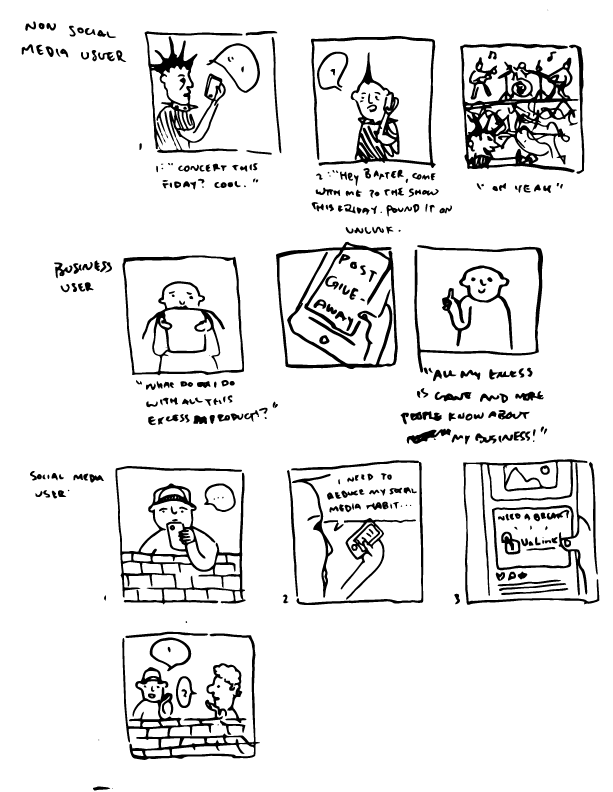 NON SOCIAL
MEDIA USUER
1
1: "CONCERT THIS
FIDAY? COOL."
2: "HEY BAXTER, COME
WITH ME TO THE SHOW
THIS FRIDAY. FOUND IT ON
UNLINK.
"OH YEAH"
BUSINESS
USER
POST
GIVE-
AWAY
"WHAT DO I DO
WITH ALL THIS
EXCESS PRODUCT?"
"ALL MY EXCESS
IS GONE AND MORE
PEOPLE KNOW ABOUT
MY BUSINESS!"
SOCIAL MEDIA
USER:
...
1
I NEED TO
REDUCE MY SOCIAL
MEDIA HABIT...
2
NEED A BREAK?
UnLink!
3
!
?